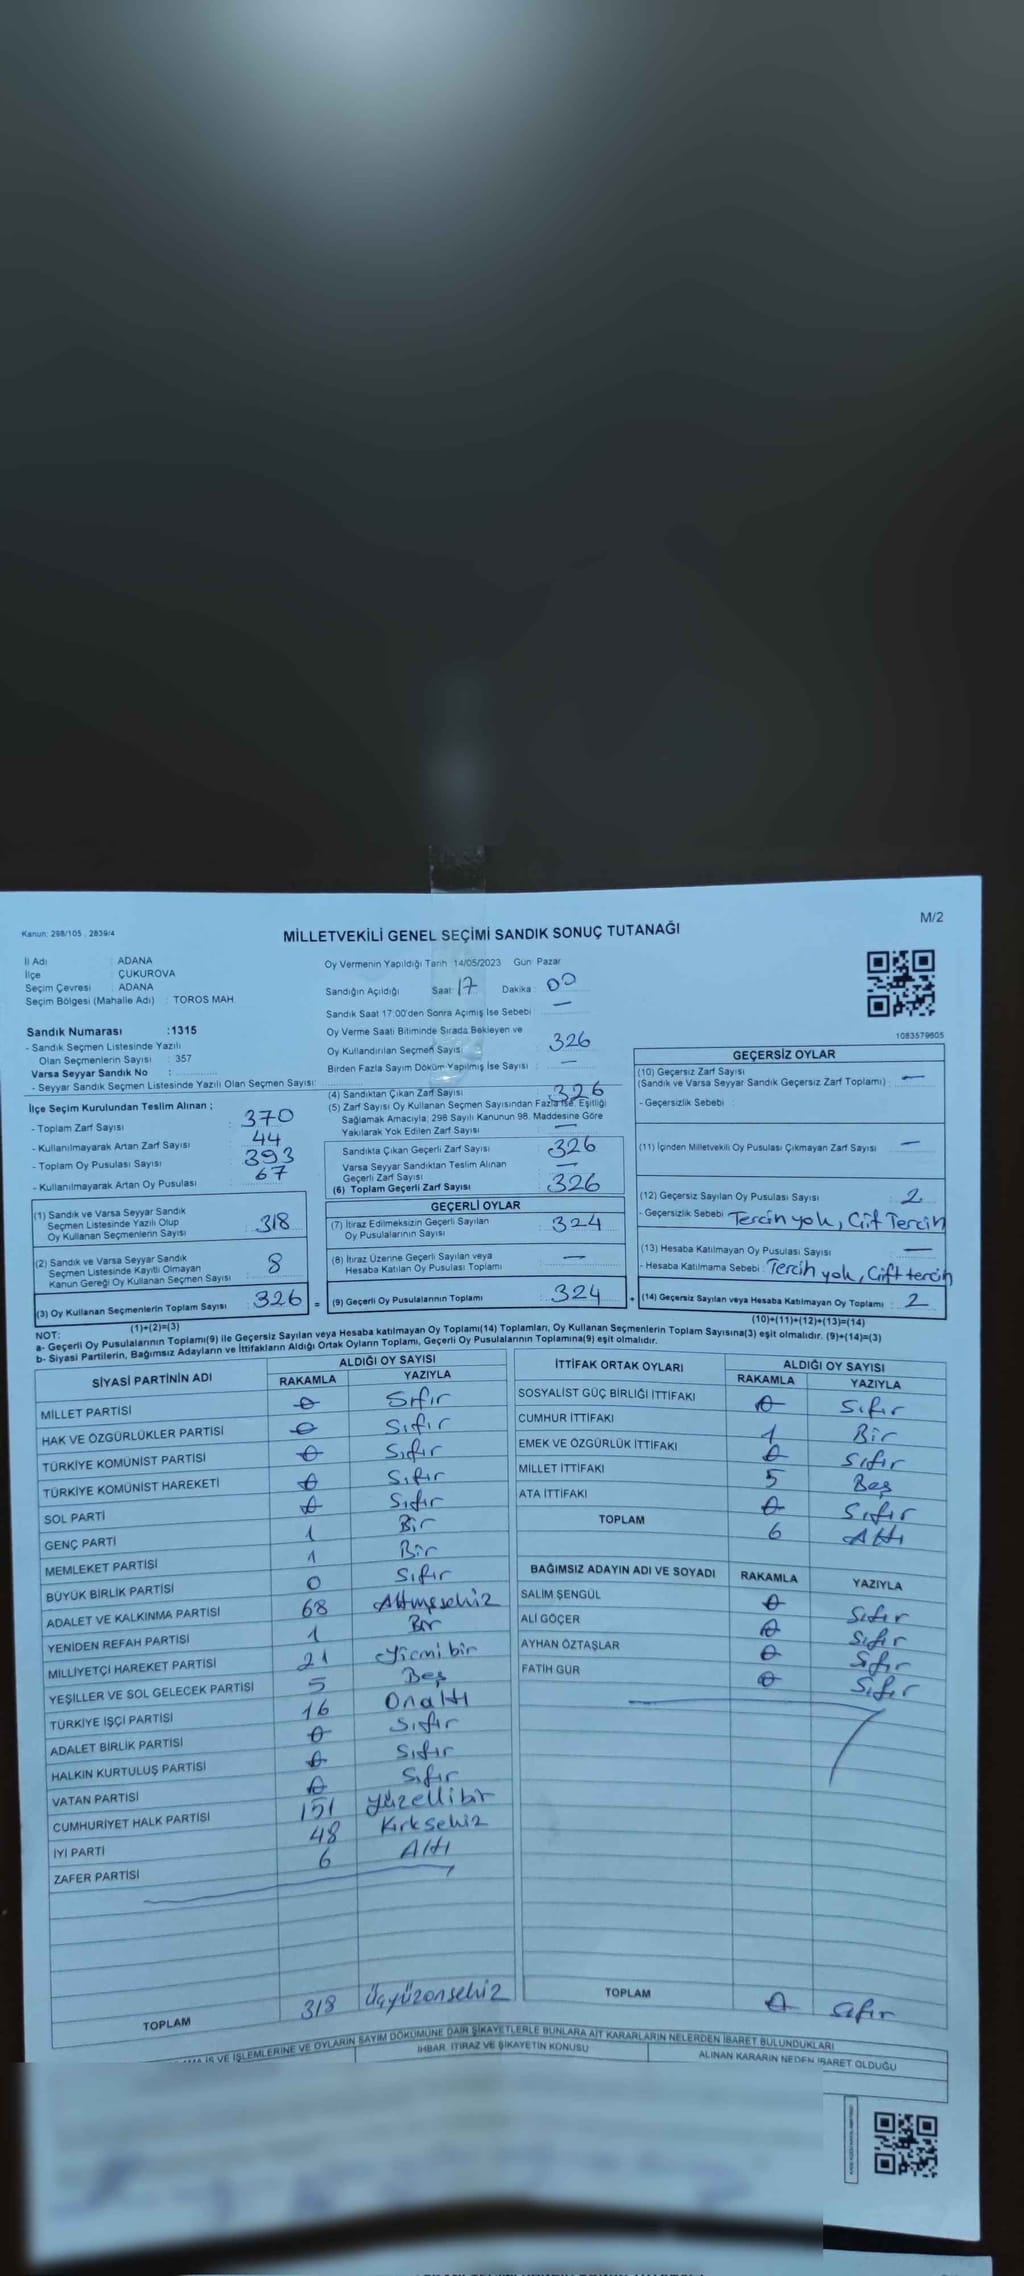 M/2
Kanun: 298/105 , 2839/4
MİLLETVEKİLİ GENEL SEÇİMİ SANDIK SONUÇ TUTANAĞI
İl Adı : ADANA
İlçe : ÇUKUROVA
Seçim Çevresi : ADANA
Seçim Bölgesi (Mahalle Adı) : TOROS MAH.
Sandık Numarası :1315
- Sandık Seçmen Listesinde Yazılı
Olan Seçmenlerin Sayısı : 357
Varsa Seyyar Sandık No :
- Seyyar Sandık Seçmen Listesinde Yazılı Olan Seçmen Sayısı:
Oy Vermenin Yapıldığı Tarih 14/05/2023 Gün: Pazar
Sandığın Açıldığı Saat: 17 Dakika : 00
Sandık Saat 17:00'den Sonra Açımış İse Sebebi : —
Oy Verme Saati Bitiminde Sırada Bekleyen ve
Oy Kullandırılan Seçmen Sayısı : 326
Birden Fazla Sayım Döküm Yapılmış İse Sayısı : —
1083579605
İlçe Seçim Kurulundan Teslim Alınan ;
- Toplam Zarf Sayısı : 370
- Kullanılmayarak Artan Zarf Sayısı : 44
- Toplam Oy Pusulası Sayısı : 393
- Kullanılmayarak Artan Oy Pusulası : 67
(1) Sandık ve Varsa Seyyar Sandık
Seçmen Listesinde Yazılı Olup
Oy Kullanan Seçmenlerin Sayısı : 318
(2) Sandık ve Varsa Seyyar Sandık
Seçmen Listesinde Kayıtlı Olmayan
Kanun Gereği Oy Kullanan Seçmen Sayısı : 8
(3) Oy Kullanan Seçmenlerin Toplam Sayısı : 326 =
(1)+(2)=(3)
(4) Sandıktan Çıkan Zarf Sayısı : 326
(5) Zarf Sayısı Oy Kullanan Seçmen Sayısından Fazla İse, Eşitliği
Sağlamak Amacıyla; 298 Sayılı Kanunun 98. Maddesine Göre
Yakılarak Yok Edilen Zarf Sayısı : —
Sandıkta Çıkan Geçerli Zarf Sayısı : 326
Varsa Seyyar Sandıktan Teslim Alınan
Geçerli Zarf Sayısı : —
(6) Toplam Geçerli Zarf Sayısı : 326
GEÇERLİ OYLAR
(7) İtiraz Edilmeksizin Geçerli Sayılan
Oy Pusulalarının Sayısı : 324
(8) İtiraz Üzerine Geçerli Sayılan veya
Hesaba Katılan Oy Pusulası Toplamı : —
(9) Geçerli Oy Pusulalarının Toplamı : 324 +
GEÇERSİZ OYLAR
(10) Geçersiz Zarf Sayısı
(Sandık ve Varsa Seyyar Sandık Geçersiz Zarf Toplamı) : —
- Geçersizlik Sebebi :
(11) İçinden Milletvekili Oy Pusulası Çıkmayan Zarf Sayısı : —
(12) Geçersiz Sayılan Oy Pusulası Sayısı : 2
- Geçersizlik Sebebi : Tercih yok, Çift Tercih
(13) Hesaba Katılmayan Oy Pusulası Sayısı : —
- Hesaba Katılmama Sebebi : Tercih yok, Çift tercih
(14) Geçersiz Sayılan veya Hesaba Katılmayan Oy Toplamı : 2
(10)+(11)+(12)+(13)=(14)
NOT:
a- Geçerli Oy Pusulasının Toplamı(9) ile Geçersiz Sayılan veya Hesaba katılmayan Oy Toplamı(14) Toplamları, Oy Kullanan Seçmenlerin Toplam Sayısına(3) eşit olmalıdır. (9)+(14)=(3)
b- Siyasi Partilerin, Bağımsız Adayların ve İttifakların Aldığı Ortak Oyların Toplamı, Geçerli Oy Pusulalarının Toplamına(9) eşit olmalıdır.
SİYASİ PARTİNİN ADI ALDIĞI OY SAYISI
RAKAMLA YAZIYLA
MİLLET PARTİSİ 0 Sıfır
HAK VE ÖZGÜRLÜKLER PARTİSİ 0 Sıfır
TÜRKİYE KOMÜNİST PARTİSİ 0 Sıfır
TÜRKİYE KOMÜNİST HAREKETİ 0 Sıfır
SOL PARTİ 0 Sıfır
GENÇ PARTİ 1 Bir
MEMLEKET PARTİSİ 1 Bir
BÜYÜK BİRLİK PARTİSİ 0 Sıfır
ADALET VE KALKINMA PARTİSİ 68 Altmışsekiz
YENİDEN REFAH PARTİSİ 1 Bir
MİLLİYETÇİ HAREKET PARTİSİ 21 Yirmibir
YEŞİLLER VE SOL GELECEK PARTİSİ 5 Beş
TÜRKİYE İŞÇİ PARTİSİ 16 Onaltı
ADALET BİRLİK PARTİSİ 0 Sıfır
HALKIN KURTULUŞ PARTİSİ 0 Sıfır
VATAN PARTİSİ 0 Sıfır
CUMHURİYET HALK PARTİSİ 151 Yüzellibir
İYİ PARTİ 48 Kırksekiz
ZAFER PARTİSİ 6 Altı
TOPLAM 318 Üçyüzonsekiz
İTTİFAK ORTAK OYLARI ALDIĞI OY SAYISI
RAKAMLA YAZIYLA
SOSYALİST GÜÇ BİRLİĞİ İTTİFAKI 0 Sıfır
CUMHUR İTTİFAKI 1 Bir
EMEK VE ÖZGÜRLÜK İTTİFAKI 0 Sıfır
MİLLET İTTİFAKI 5 Beş
ATA İTTİFAKI 0 Sıfır
TOPLAM 6 Altı
BAĞIMSIZ ADAYIN ADI VE SOYADI RAKAMLA YAZIYLA
SALİM ŞENGÜL 0 Sıfır
ALİ GÖÇER 0 Sıfır
AYHAN ÖZTAŞLAR 0 Sıfır
FATİH GÜR 0 Sıfır
TOPLAM 0 Sıfır
İŞ VE İŞLEMLERİNE VE OYLARIN SAYIM DÖKÜMÜNE DAİR ŞİKAYETLERLE BUNLARA AİT KARARLARIN NELERDEN İBARET BULUNDUKLARI
İHBAR, İTİRAZ VE ŞİKAYETİN KONUSU
ALINAN KARARIN NEDEN İBARET OLDUĞU